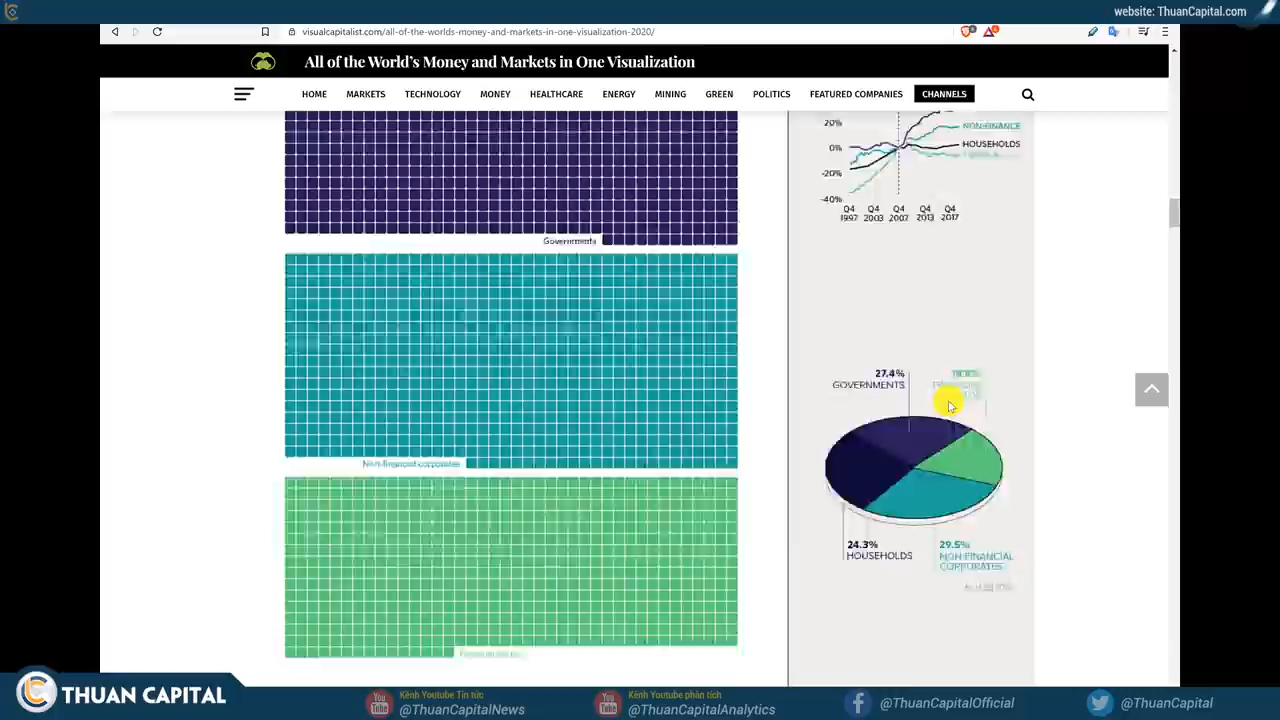 website: ThuanCapital.com
visualcapitalist.com/all-of-the-worlds-money-and-markets-in-one-visualization-2020/
All of the World's Money and Markets in One Visualization
HOME MARKETS TECHNOLOGY MONEY HEALTHCARE ENERGY MINING GREEN POLITICS FEATURED COMPANIES CHANNELS
20%
0%
-20%
-40%
NON-FINANCE
HOUSEHOLDS
Q4 1997 Q4 2003 Q4 2007 Q4 2013 Q4 2017
Governments
Non-financial corporates
27.4%
GOVERNMENTS
24.3%
HOUSEHOLDS
29.5%
NON FINANCIAL
CORPORATES
THUAN CAPITAL
Kênh Youtube Tin tức
@ThuanCapitalNews
Kênh Youtube phân tích
@ThuanCapitalAnalytics
@ThuanCapitalOfficial
@ThuanCapital
You Tube
You Tube